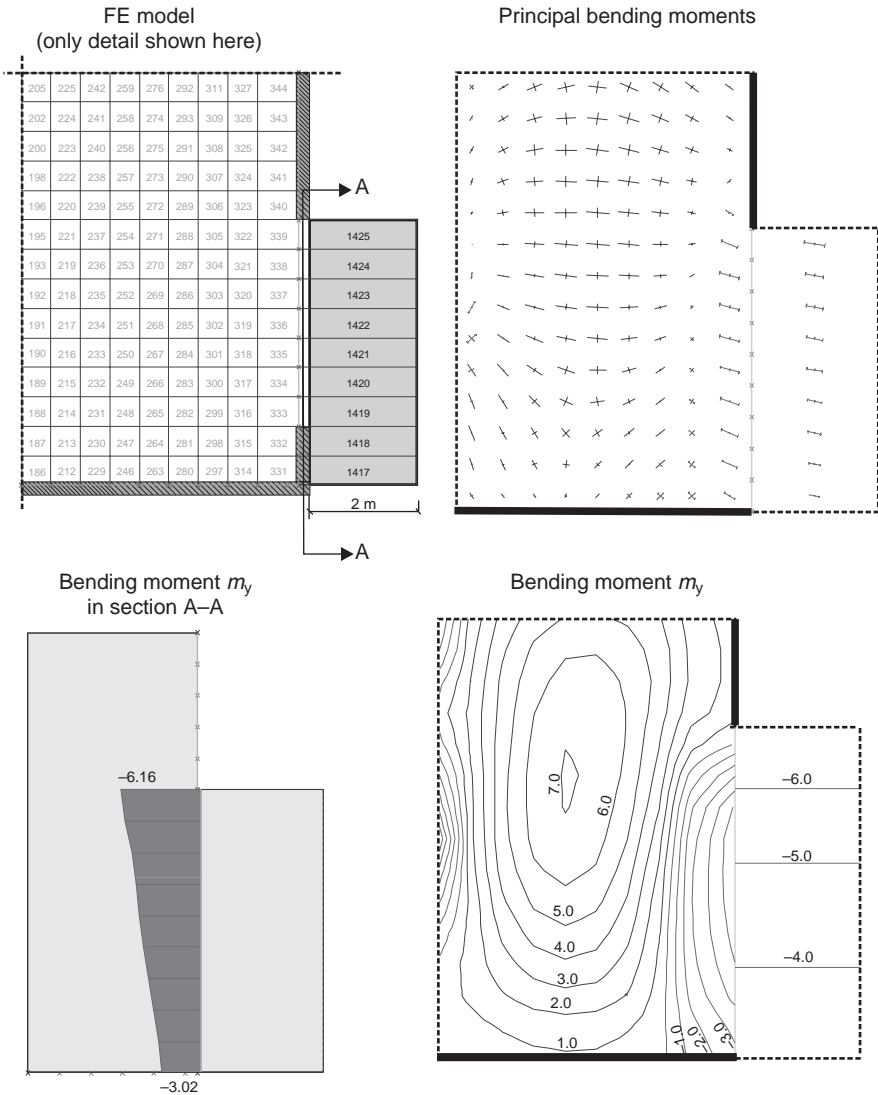 FE model
(only detail shown here)
Principal bending moments
205 225 242 259 276 292 311 327 344
202 224 241 258 274 293 309 326 343
200 223 240 256 275 291 308 325 342
198 222 238 257 273 290 307 324 341
A
196 220 239 255 272 289 306 323 340
195 221 237 254 271 288 305 322 339 1425
193 219 236 253 270 287 304 321 338 1424
192 218 235 252 269 286 303 320 337 1423
191 217 234 251 268 285 302 319 336 1422
190 216 233 250 267 284 301 318 335 1421
189 215 232 249 266 283 300 317 334 1420
188 214 231 248 265 282 299 316 333 1419
187 213 230 247 264 281 298 315 332 1418
186 212 229 246 263 280 297 314 331 1417
2 m
A
Bending moment my
in section A–A
–6.16
–3.02
Bending moment my
7.0
6.0
–6.0
–5.0
5.0
4.0
–4.0
3.0
2.0
1.0
–1.0
–2.0
–3.0